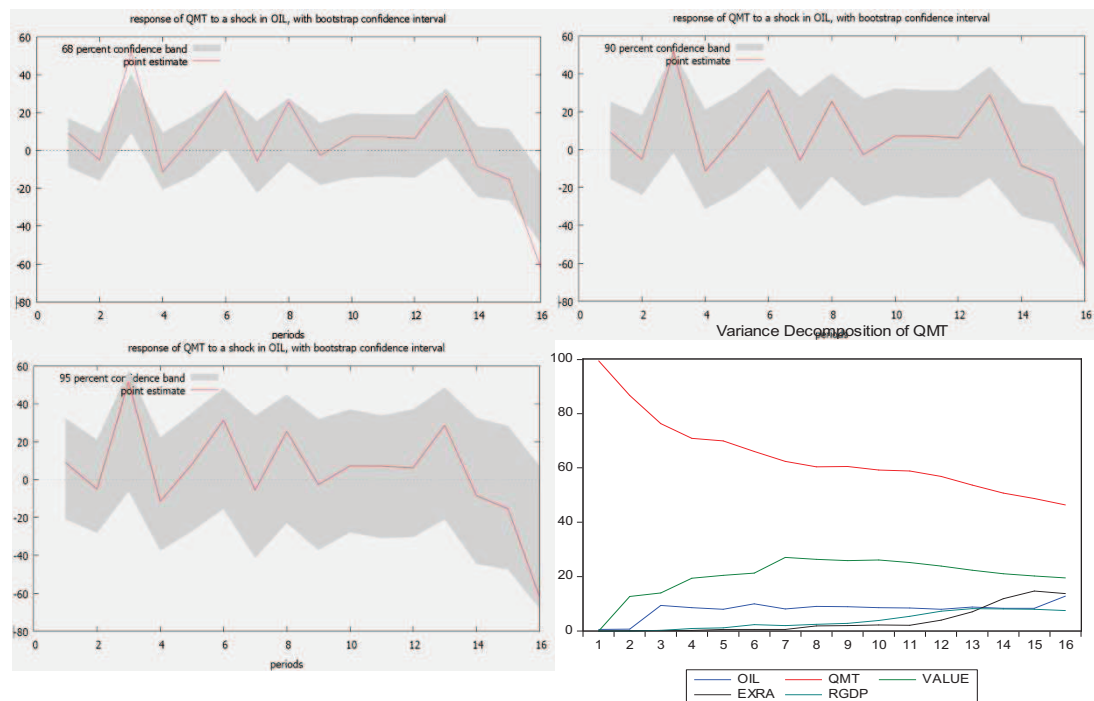 response of QMT to a shock in OIL, with bootstrap confidence interval
60
40
20
0
-20
-40
-60
-80
68 percent confidence band
point estimate
0 2 4 6 8 10 12 14 16
periods
response of QMT to a shock in OIL, with bootstrap confidence interval
60
40
20
0
-20
-40
-60
-80
90 percent confidence band
point estimate
0 2 4 6 8 10 12 14 16
response of QMT to a shock in OIL, with bootstrap confidence interval
60
40
20
0
-20
-40
-60
-80
95 percent confidence band
point estimate
0 2 4 6 8 10 12 14 16
periods
Variance Decomposition of QMT
100
80
60
40
20
0
1 2 3 4 5 6 7 8 9 10 11 12 13 14 15 16
OIL QMT VALUE
EXRA RGDP